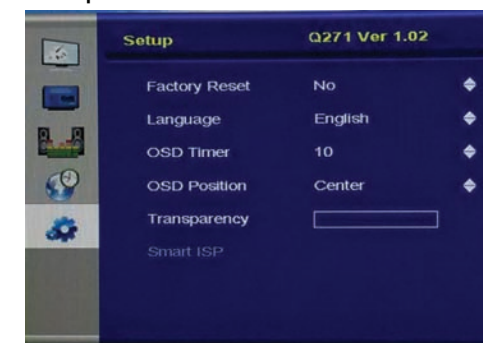 Setup Q271 Ver 1.02
Factory Reset No
Language English
OSD Timer 10
OSD Position Center
Transparency
Smart ISP